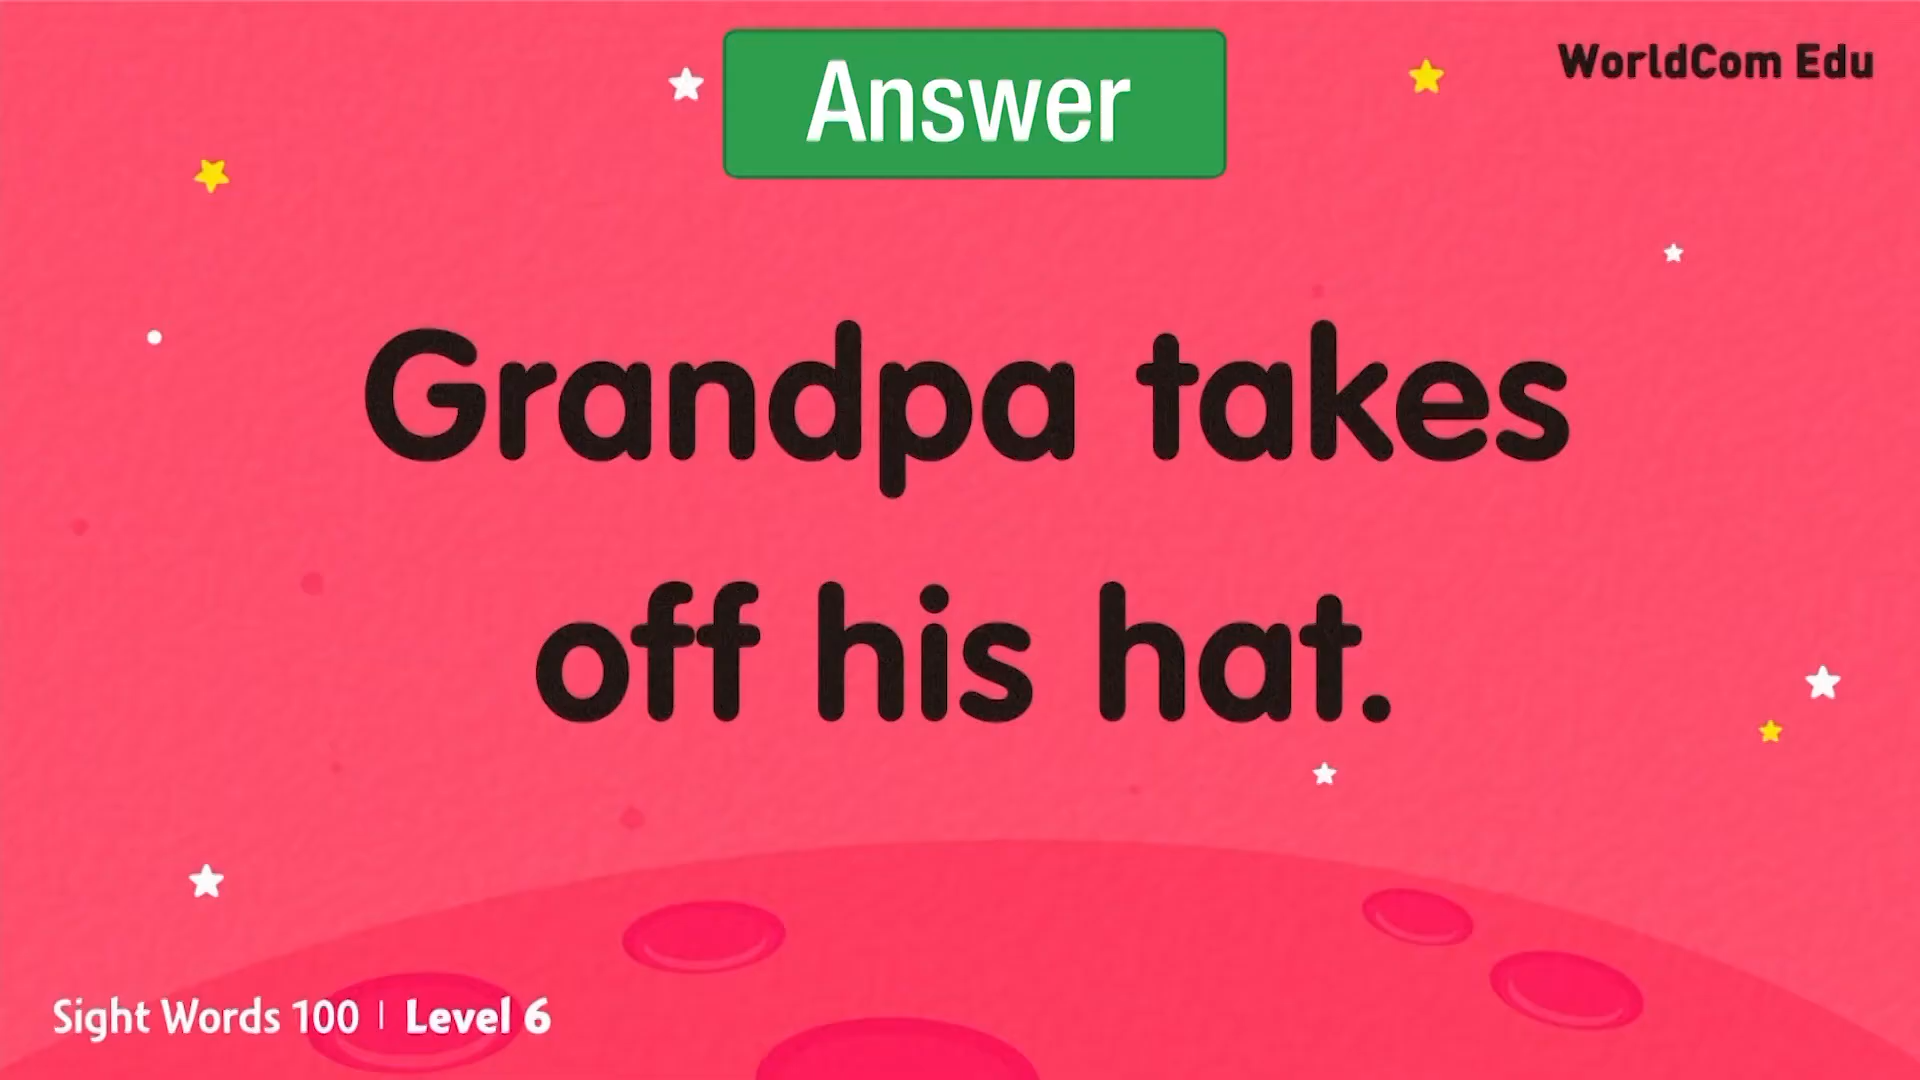 Answer
WorldCom Edu
Grandpa takes
off his hat.
Sight Words 100 | Level 6